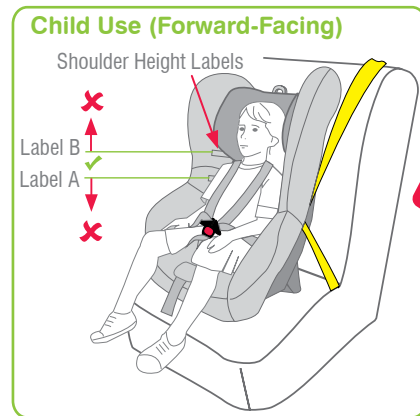 Child Use (Forward-Facing)
Shoulder Height Labels
Label B
Label A